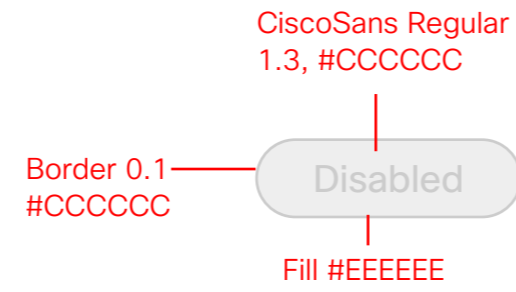 CiscoSans Regular
1.3, #CCCCCC
Border 0.1
#CCCCCC
Disabled
Fill #EEEEEE